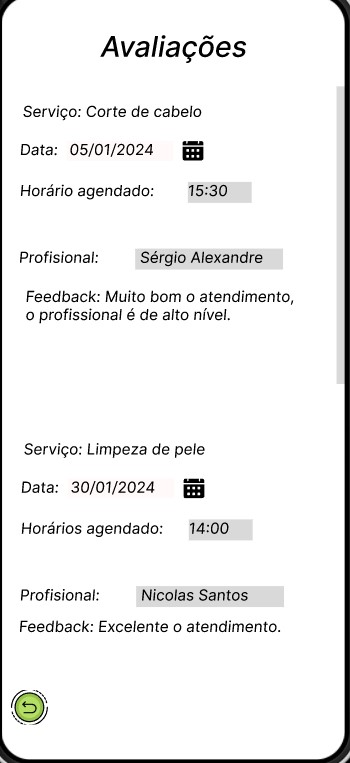 Avaliações
Serviço: Corte de cabelo
Data: 05/01/2024
Horário agendado: 15:30
Profisional: Sérgio Alexandre
Feedback: Muito bom o atendimento,
o profissional é de alto nível.
Serviço: Limpeza de pele
Data: 30/01/2024
Horários agendado: 14:00
Profisional: Nicolas Santos
Feedback: Excelente o atendimento.